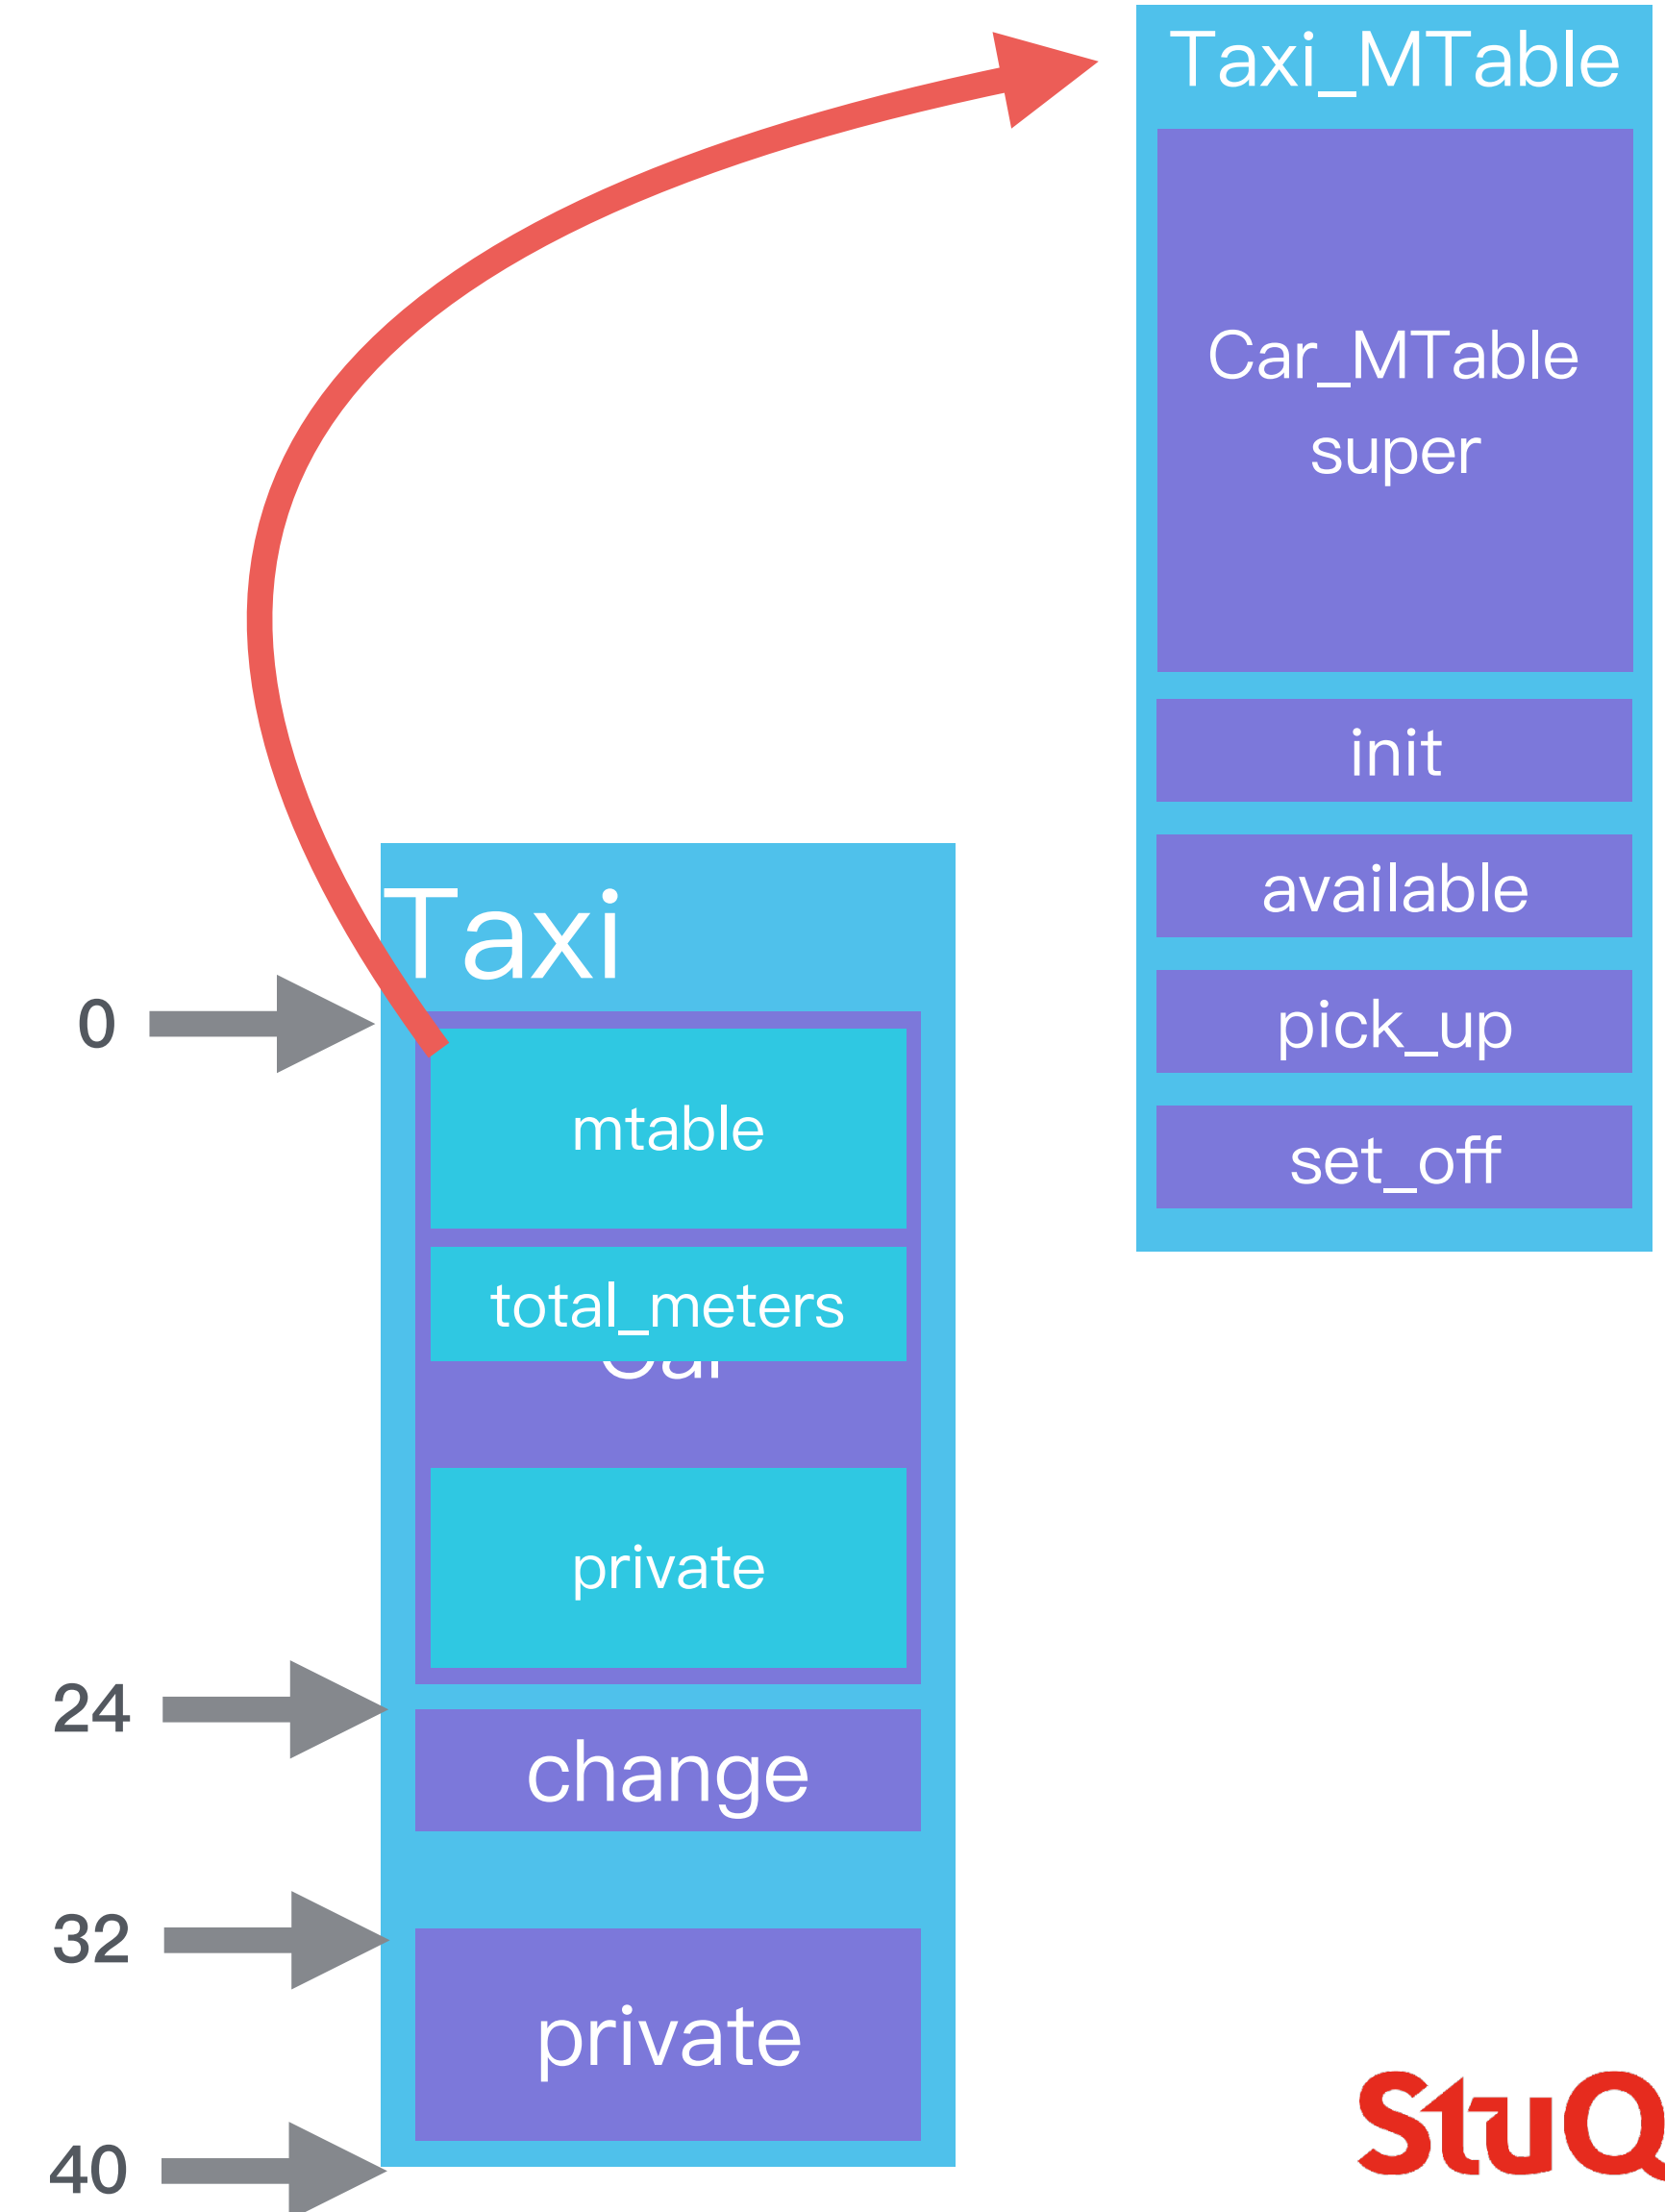 Taxi_MTable
Car_MTable
super
init
available
pick_up
set_off
Taxi
0
mtable
total_meters
private
24
change
32
private
40
StuQ